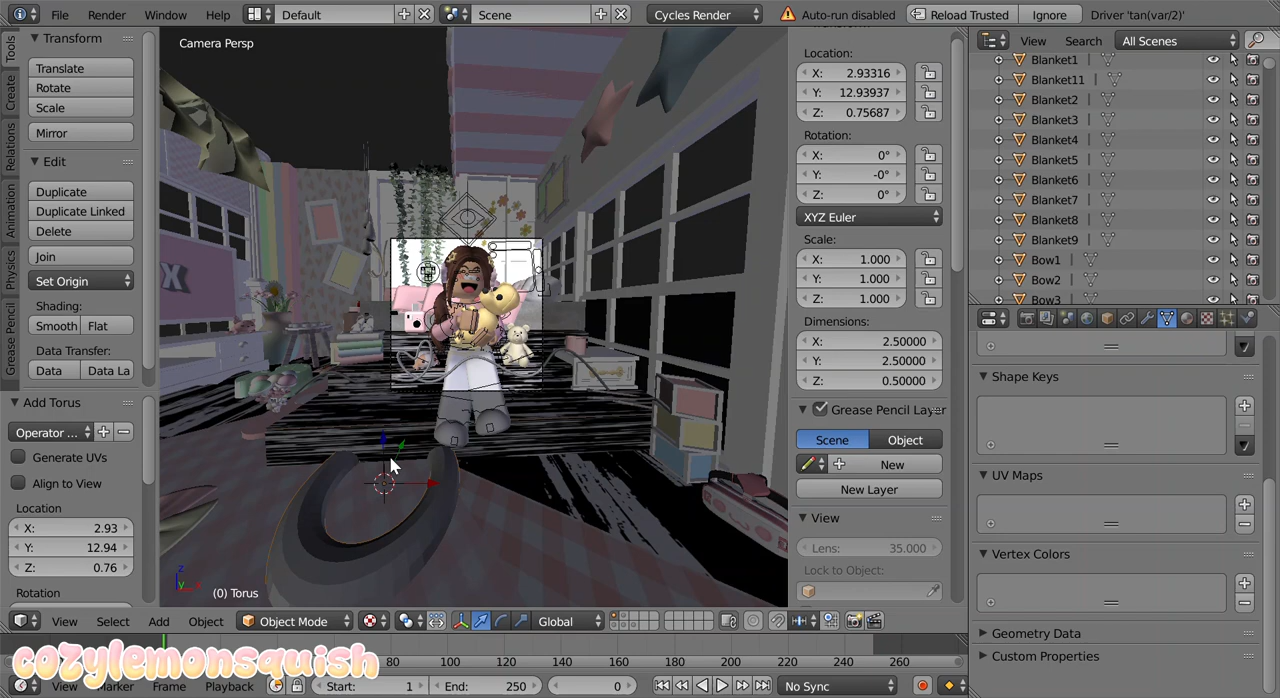 File Render Window Help Default Scene Cycles Render Auto-run disabled Reload Trusted Ignore Driver 'tan(var/2)'
Tools
Create
Relations
Animation
Physics
Grease Pencil
Transform
Translate
Rotate
Scale
Mirror
Edit
Duplicate
Duplicate Linked
Delete
Join
Set Origin
Shading:
Smooth Flat
Data Transfer:
Data Data La
Add Torus
Operator ...
Generate UVs
Align to View
Location
X: 2.93
Y: 12.94
Z: 0.76
Rotation
Camera Persp
X
z
y
(0) Torus
Location:
X: 2.93316
Y: 12.93937
Z: 0.75687
Rotation:
X: 0°
Y: -0°
Z: 0°
XYZ Euler
Scale:
X: 1.000
Y: 1.000
Z: 1.000
Dimensions:
X: 2.50000
Y: 2.50000
Z: 0.50000
Grease Pencil Layer
Scene Object
New
New Layer
View
Lens: 35.000
Lock to Object:
View Search All Scenes
Blanket1
Blanket11
Blanket2
Blanket3
Blanket4
Blanket5
Blanket6
Blanket7
Blanket8
Blanket9
Bow1
Bow2
Bow3
Shape Keys
UV Maps
Vertex Colors
Geometry Data
Custom Properties
View Select Add Object Object Mode Global
cozylemonsquish
80 100 120 140 160 180 200 220 240 260
View Marker Frame Playback Start: 1 End: 250 0 No Sync